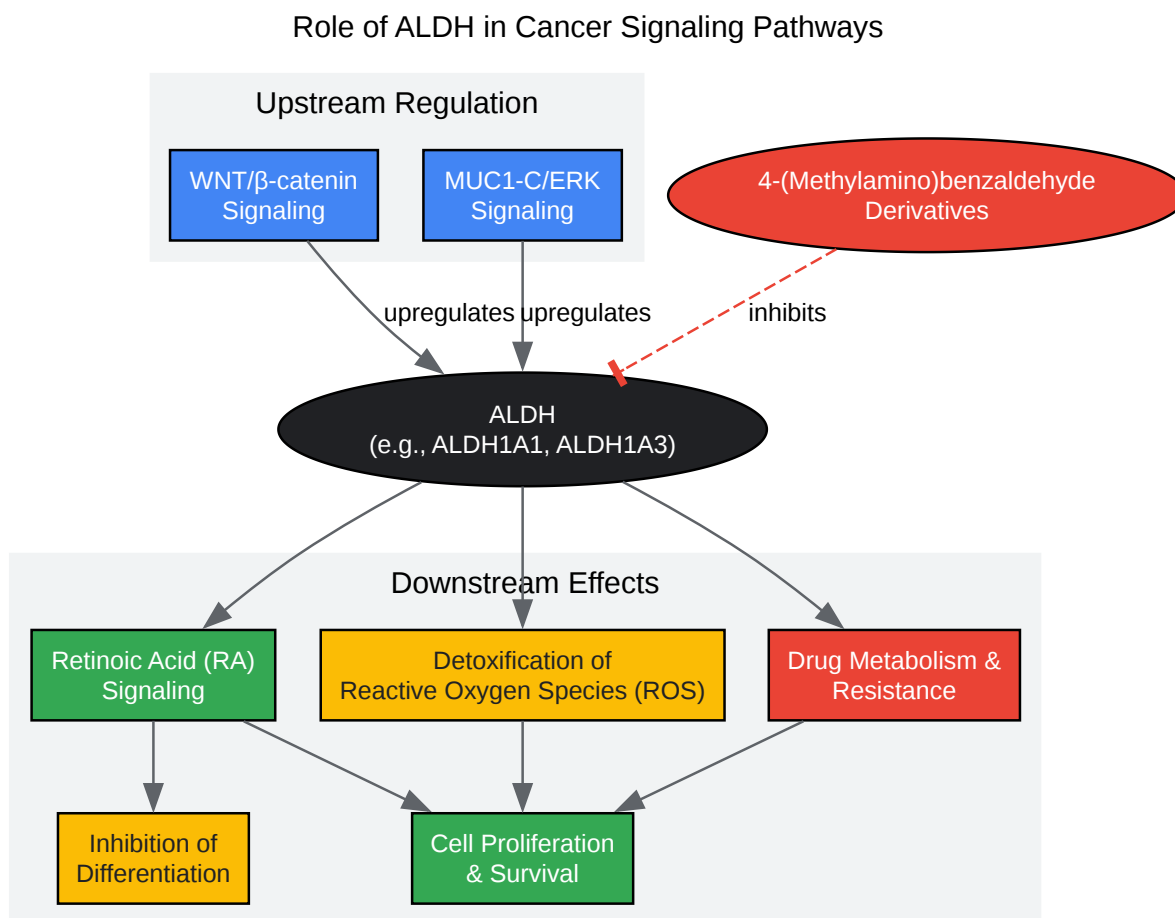 Role of ALDH in Cancer Signaling Pathways
Upstream Regulation
WNT/β-catenin
Signaling
MUC1-C/ERK
Signaling
4-(Methylamino)benzaldehyde
Derivatives
upregulates
upregulates
inhibits
ALDH
(e.g., ALDH1A1, ALDH1A3)
Downstream Effects
Retinoic Acid (RA)
Signaling
Detoxification of
Reactive Oxygen Species (ROS)
Drug Metabolism &
Resistance
Inhibition of
Differentiation
Cell Proliferation
& Survival